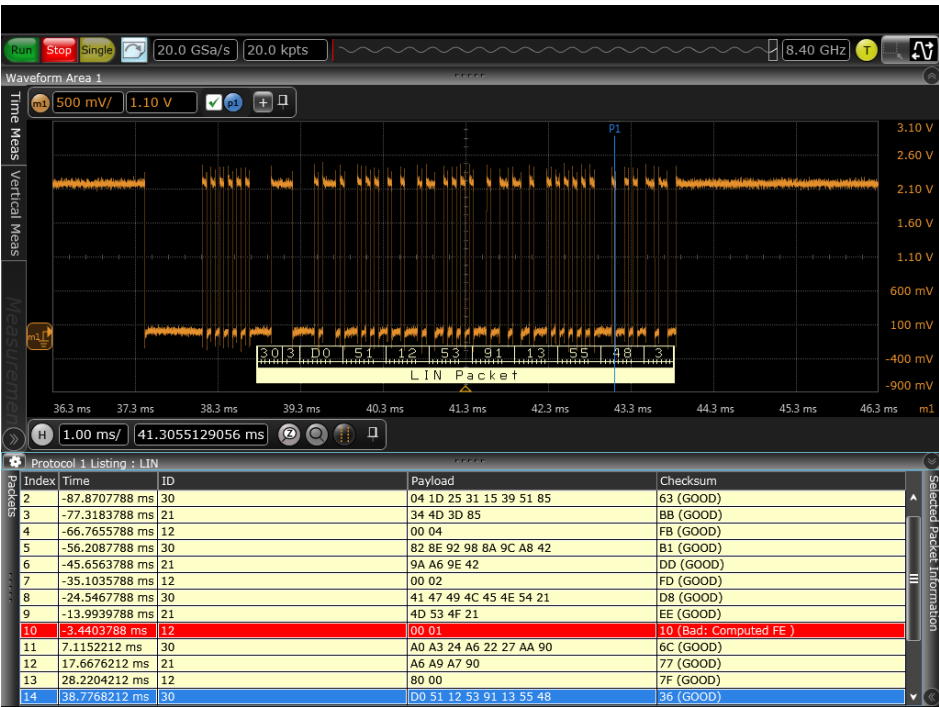 Run Stop Single 20.0 GSa/s 20.0 kpts 8.40 GHz T
Waveform Area 1
Time Meas
Vertical Meas
Measurement
m1 500 mV/ 1.10 V p1 +
P1
3.10 V
2.60 V
2.10 V
1.60 V
1.10 V
600 mV
100 mV
-400 mV
-900 mV
m1
30 3 D0 51 12 53 91 13 55 48 3
LIN Packet
36.3 ms 37.3 ms 38.3 ms 39.3 ms 40.3 ms 41.3 ms 42.3 ms 43.3 ms 44.3 ms 45.3 ms 46.3 ms m1
H 1.00 ms/ 41.3055129056 ms
Protocol 1 Listing : LIN
Packets
Selected Packet Information
Index Time ID Payload Checksum
2 -87.8707788 ms 30 04 1D 25 31 15 39 51 85 63 (GOOD)
3 -77.3183788 ms 21 34 4D 3D 85 BB (GOOD)
4 -66.7655788 ms 12 00 04 FB (GOOD)
5 -56.2087788 ms 30 82 8E 92 98 8A 9C A8 42 B1 (GOOD)
6 -45.6563788 ms 21 9A A6 9E 42 DD (GOOD)
7 -35.1035788 ms 12 00 02 FD (GOOD)
8 -24.5467788 ms 30 41 47 49 4C 45 4E 54 21 D8 (GOOD)
9 -13.9939788 ms 21 4D 53 4F 21 EE (GOOD)
10 -3.4403788 ms 12 00 01 10 (Bad: Computed FE )
11 7.1152212 ms 30 A0 A3 24 A6 22 27 AA 90 6C (GOOD)
12 17.6676212 ms 21 A6 A9 A7 90 77 (GOOD)
13 28.2204212 ms 12 80 00 7F (GOOD)
14 38.7768212 ms 30 D0 51 12 53 91 13 55 48 36 (GOOD)